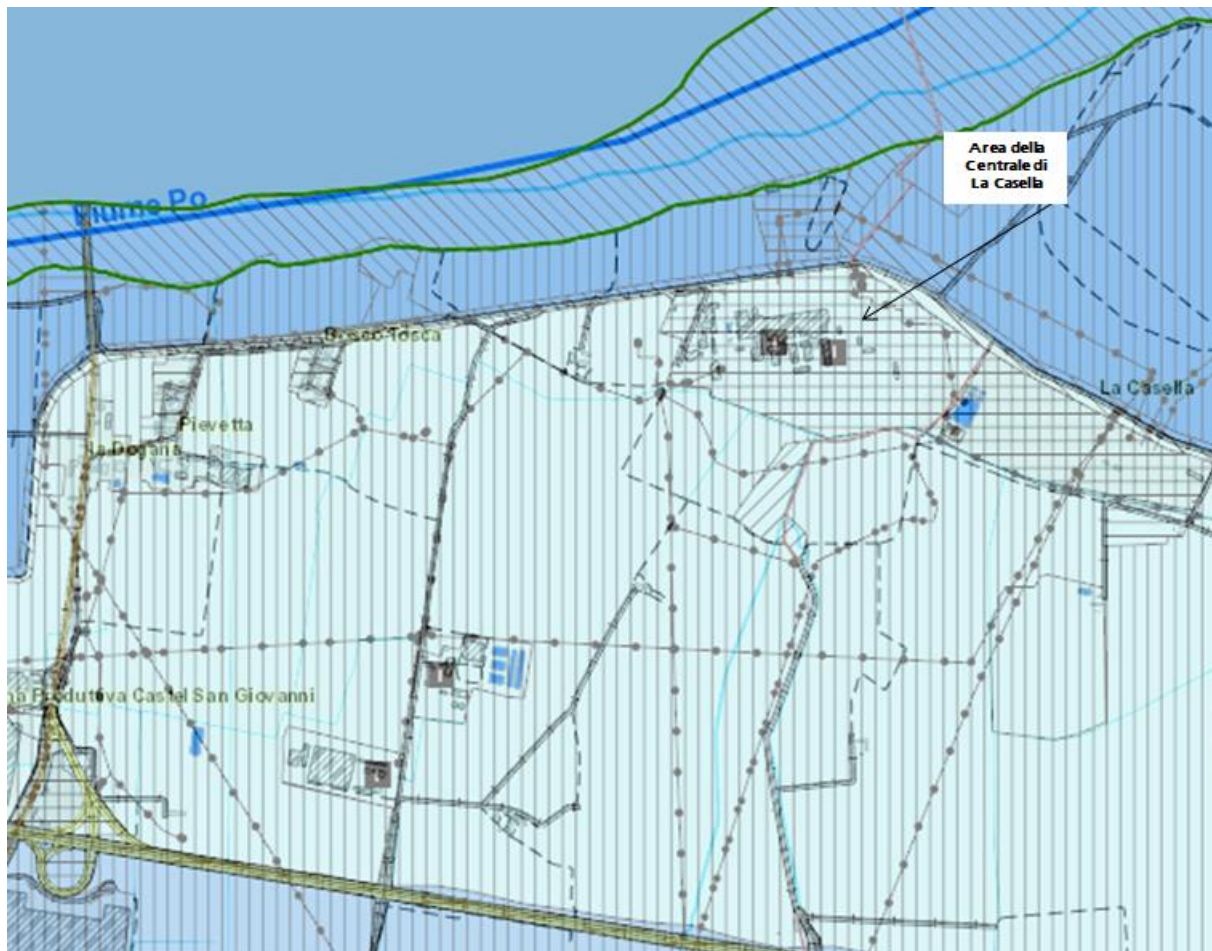 Area della
Centrale di
La Casella
Fiume Po
Bosco Tosca
La Casella
Pievetta
la Dogana
na Produttiva Castel San Giovanni